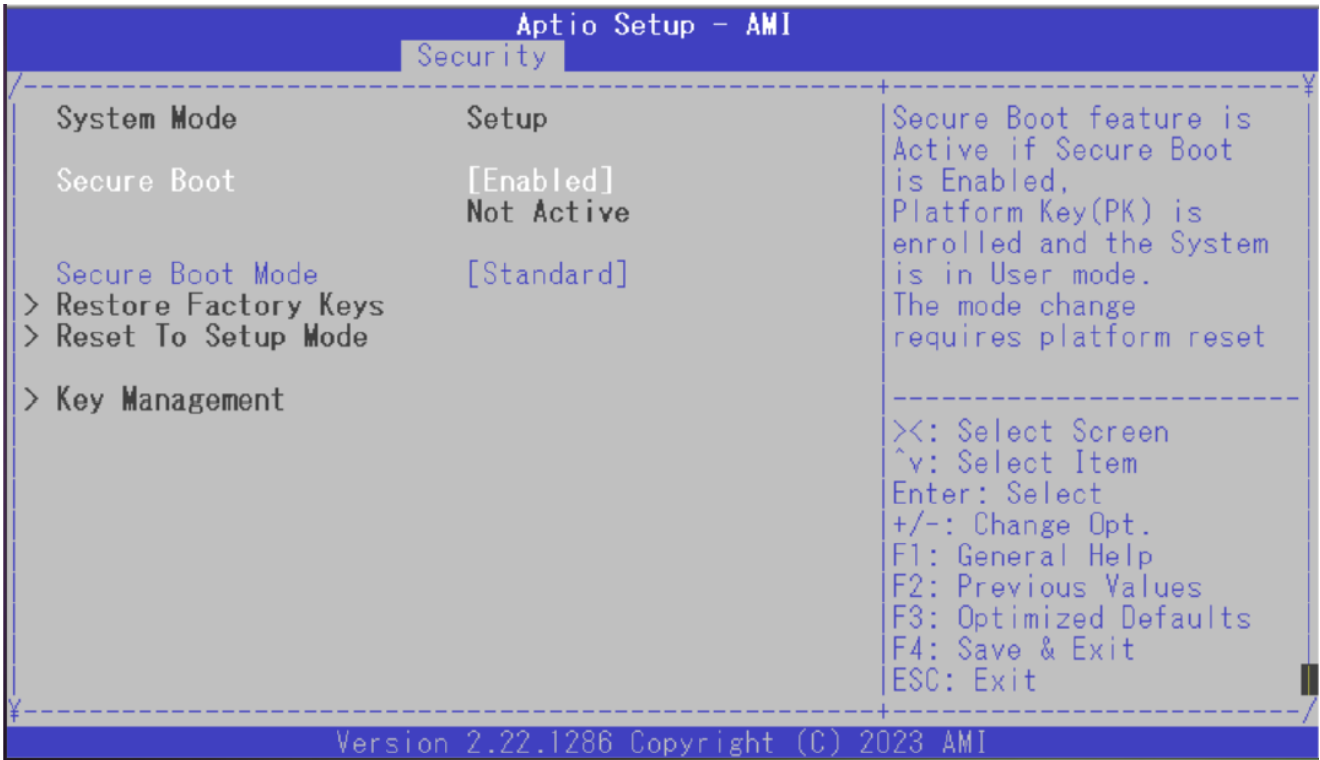 Aptio Setup - AMI
Security
System Mode Setup
Secure Boot [Enabled]
Not Active
Secure Boot Mode [Standard]
> Restore Factory Keys
> Reset To Setup Mode
> Key Management
Secure Boot feature is
Active if Secure Boot
is Enabled,
Platform Key(PK) is
enrolled and the System
is in User mode.
The mode change
requires platform reset
><: Select Screen
^v: Select Item
Enter: Select
+/-: Change Opt.
F1: General Help
F2: Previous Values
F3: Optimized Defaults
F4: Save & Exit
ESC: Exit
Version 2.22.1286 Copyright (C) 2023 AMI